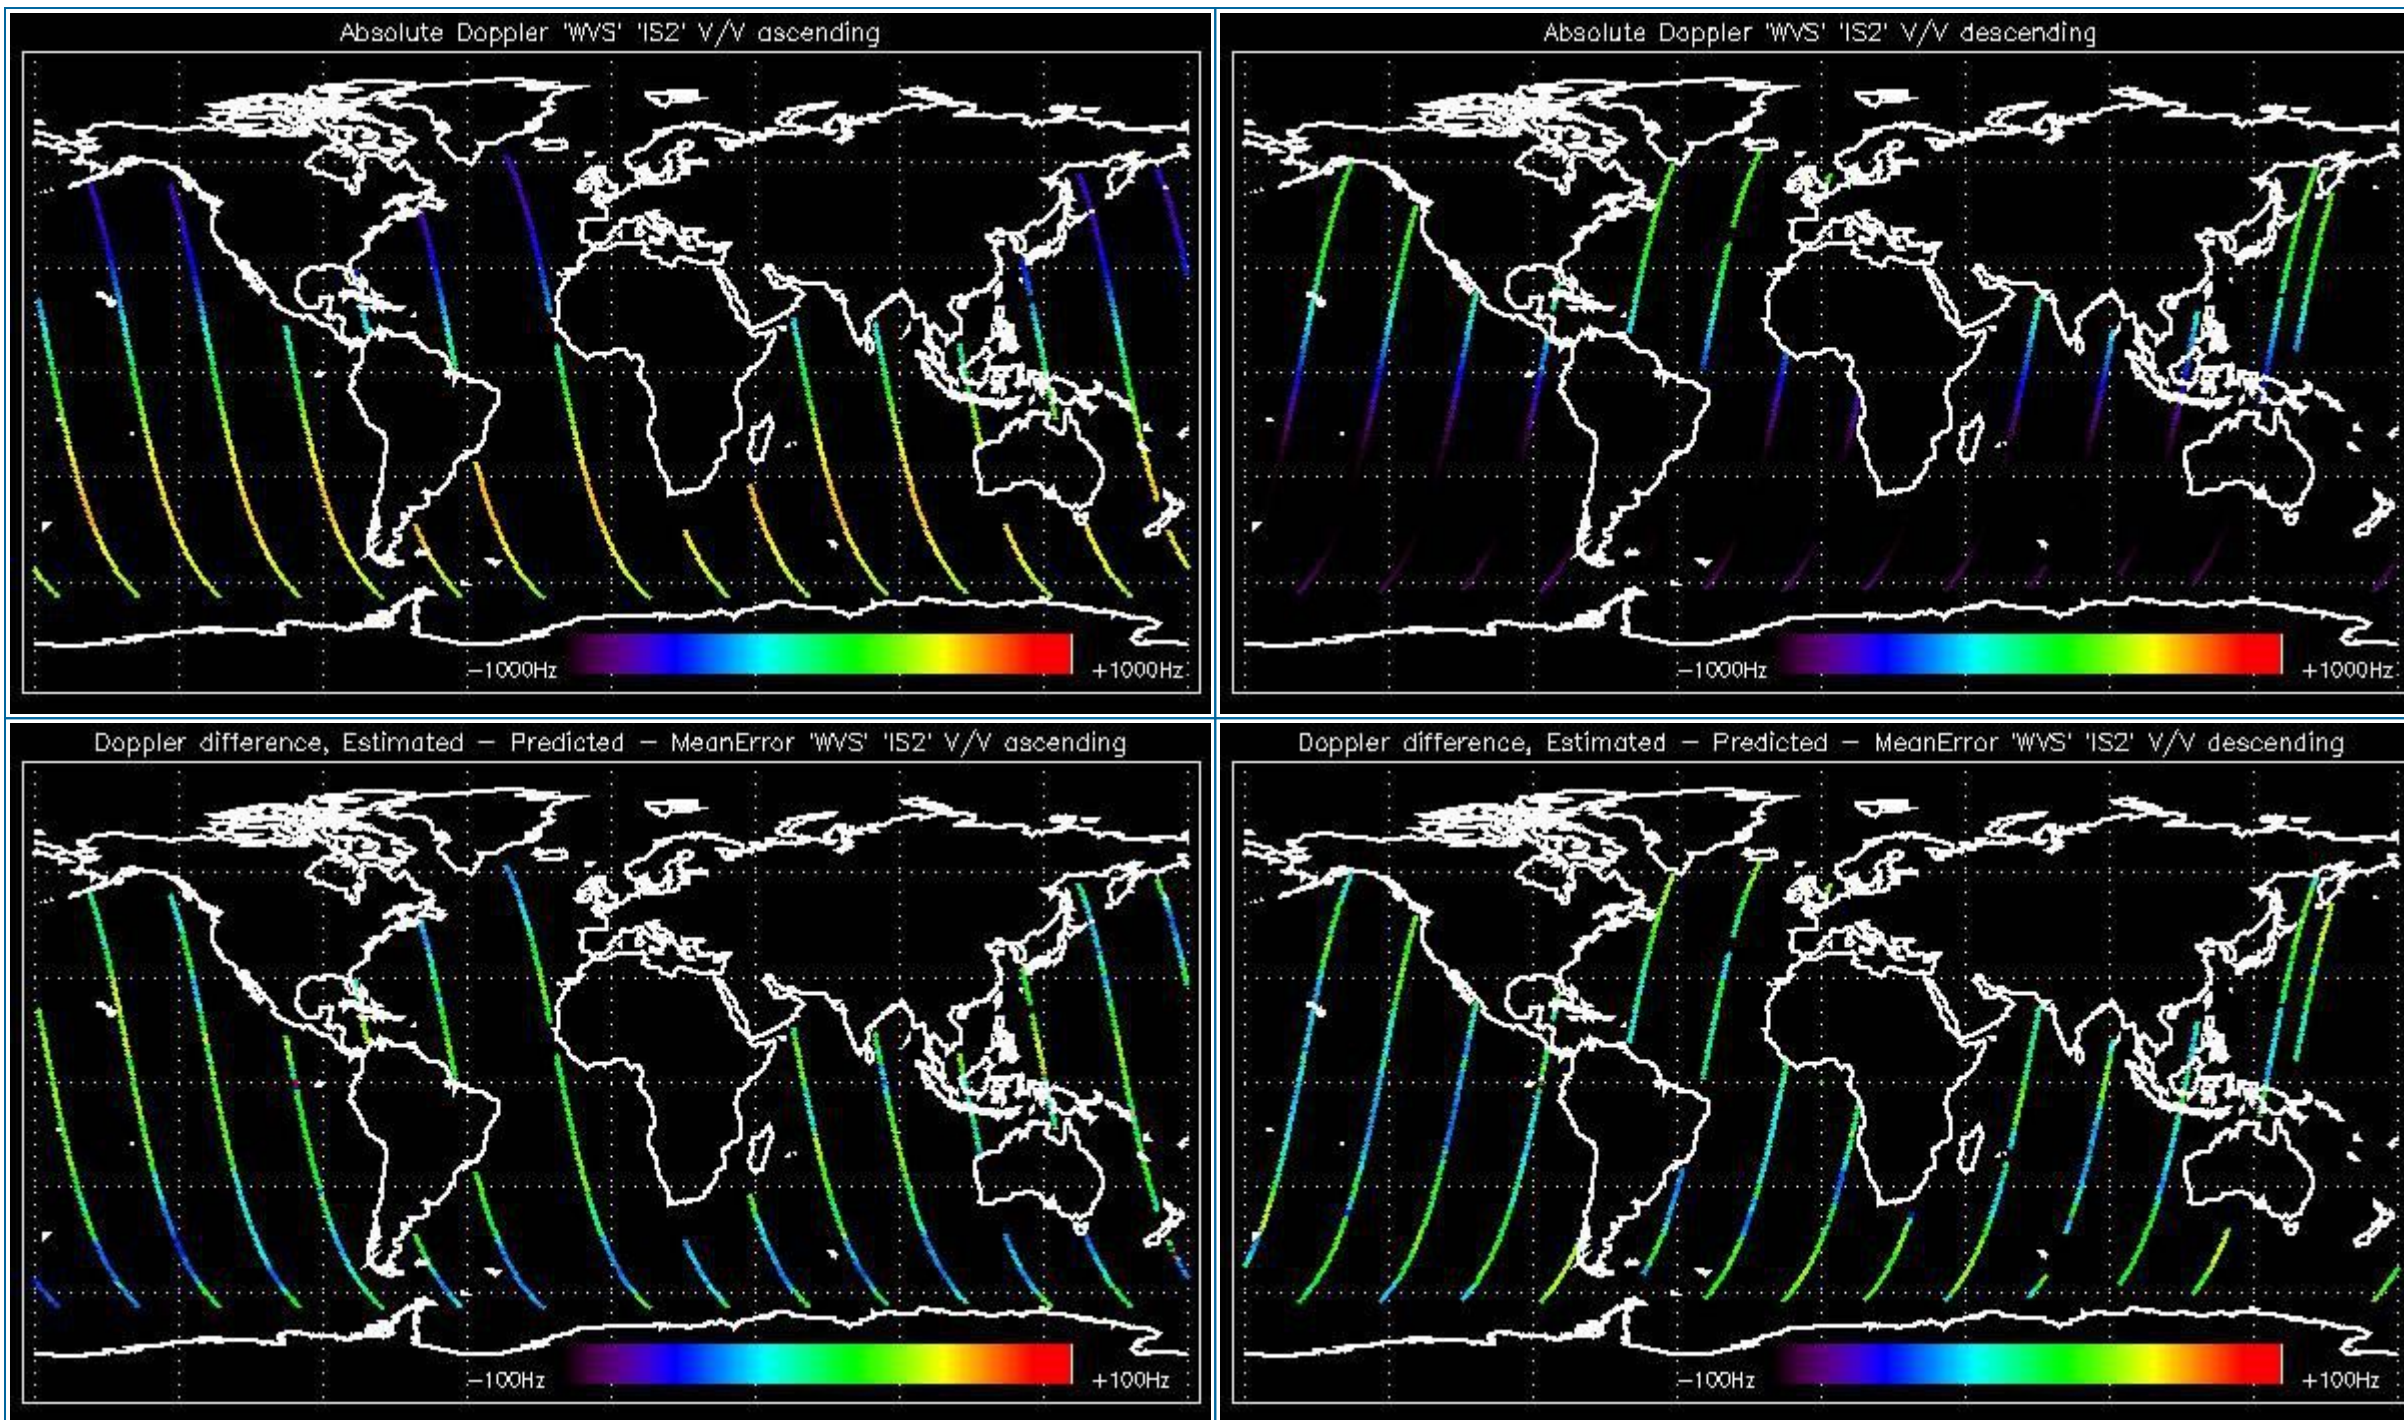 Absolute Doppler 'WVS' 'IS2' V/V ascending
-1000Hz
+1000Hz
Absolute Doppler 'WVS' 'IS2' V/V descending
-1000Hz
+1000Hz
Doppler difference, Estimated - Predicted - MeanError 'WVS' 'IS2' V/V ascending
-100Hz
+100Hz
Doppler difference, Estimated - Predicted - MeanError 'WVS' 'IS2' V/V descending
-100Hz
+100Hz